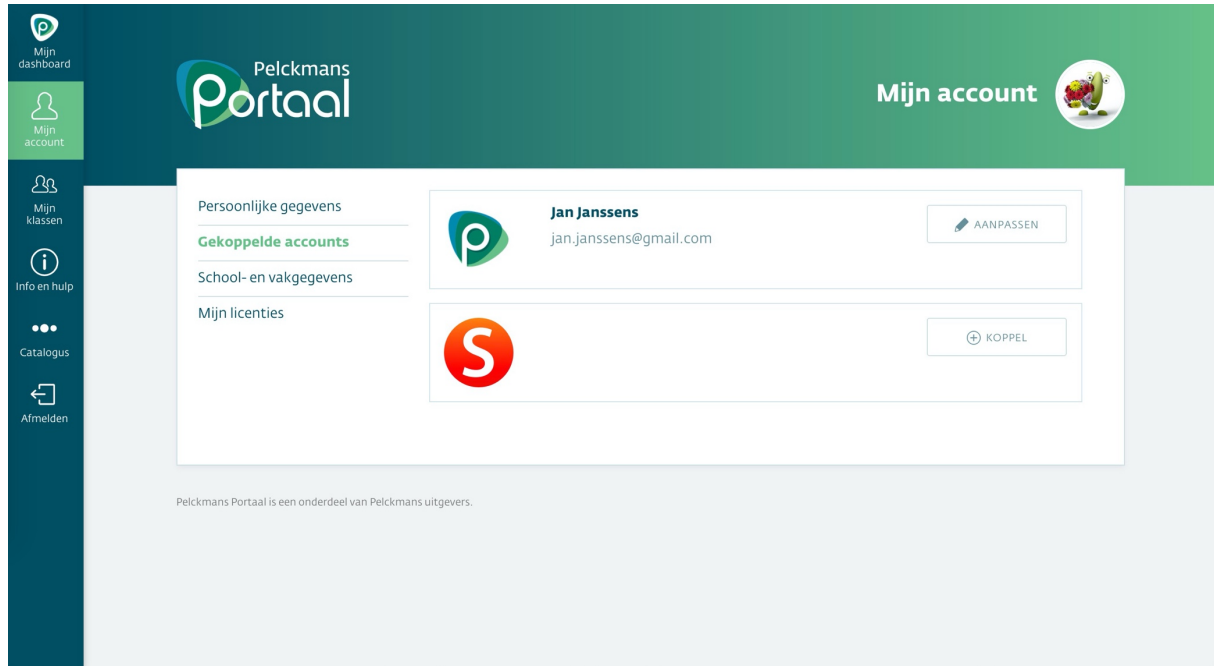 Mijn
dashboard
Mijn
account
Mijn
klassen
Info en hulp
Catalogus
Afmelden
Pelckmans
Portaal
Mijn account
Persoonlijke gegevens
Gekoppelde accounts
School- en vakgegevens
Mijn licenties
Jan Janssens
jan.janssens@gmail.com
AANPASSEN
S
KOPPEL
Pelckmans Portaal is een onderdeel van Pelckmans uitgevers.